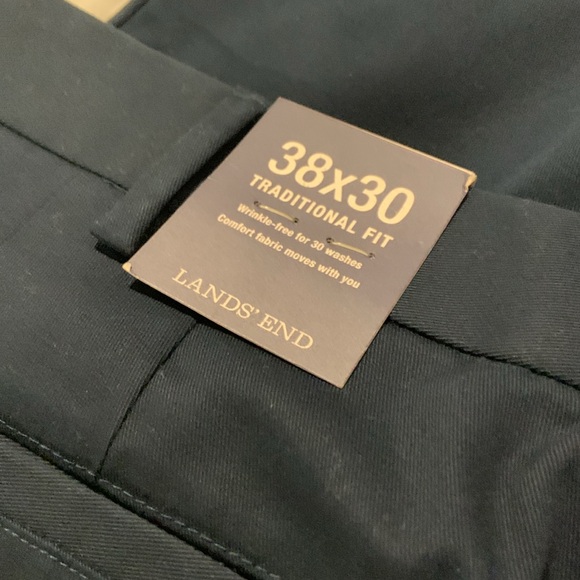 38x30
TRADITIONAL FIT
Wrinkle-free for 30 washes
Comfort fabric moves with you
LANDS' END